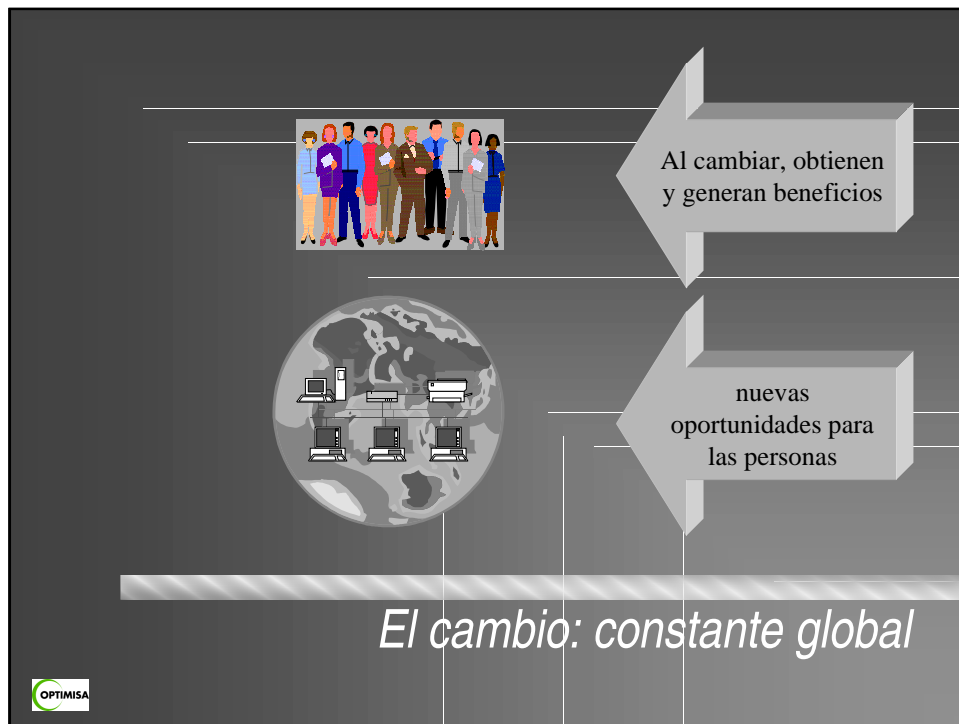 Al cambiar, obtienen
y generan beneficios
nuevas
oportunidades para
las personas
El cambio: constante global
OPTIMISA